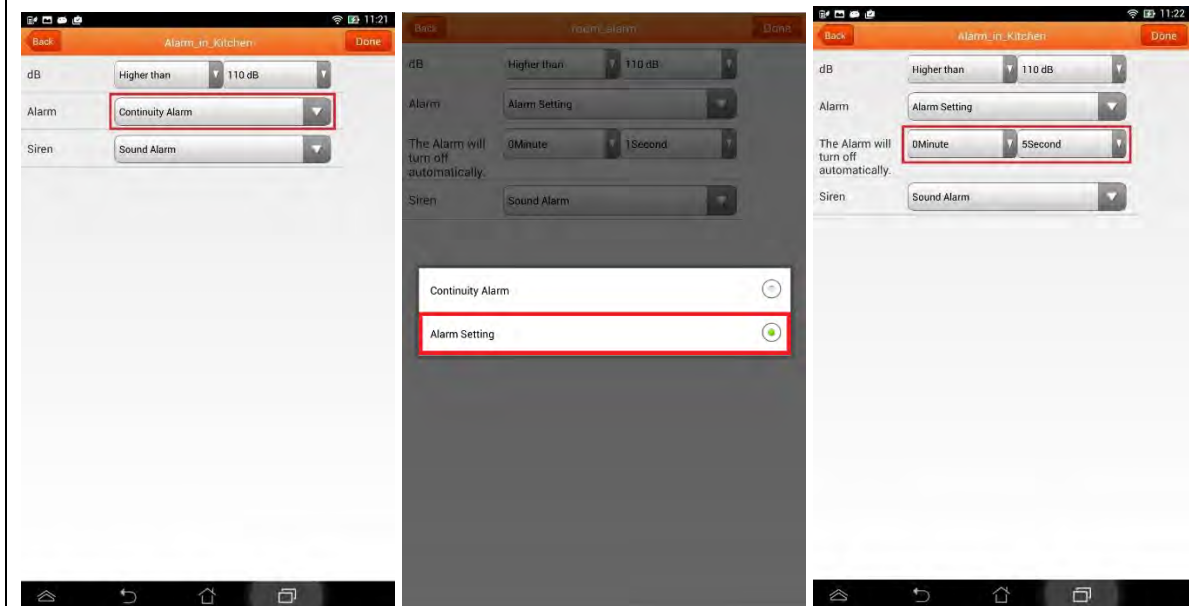 11:21
Back Alarm_in_Kitchen Done
dB Higher than 110 dB
Alarm Continuity Alarm
Siren Sound Alarm
Back room_alarm Done
dB Higher than 110 dB
Alarm Alarm Setting
The Alarm will
turn off
automatically.
0Minute 1Second
Siren Sound Alarm
Continuity Alarm
Alarm Setting
11:22
Back Alarm_in_Kitchen Done
dB Higher than 110 dB
Alarm Alarm Setting
The Alarm will
turn off
automatically.
0Minute 5Second
Siren Sound Alarm